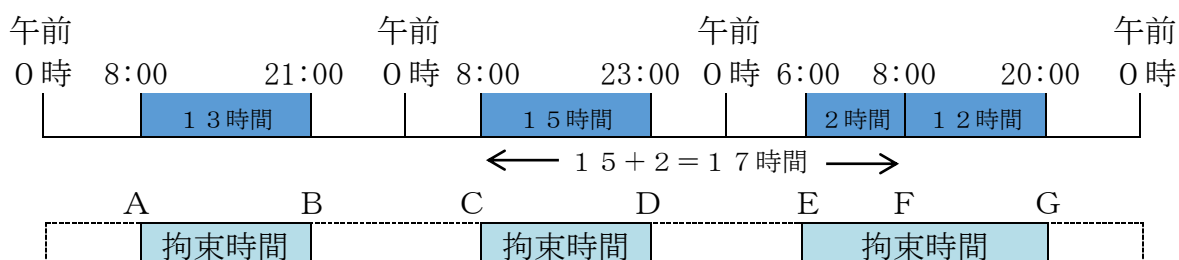 午前 午前 午前 午前
0時 8:00 21:00 0時 8:00 23:00 0時 6:00 8:00 20:00 0時
13時間 15時間 2時間 12時間
15+2=17時間
A B C D E F G
拘束時間 拘束時間 拘束時間